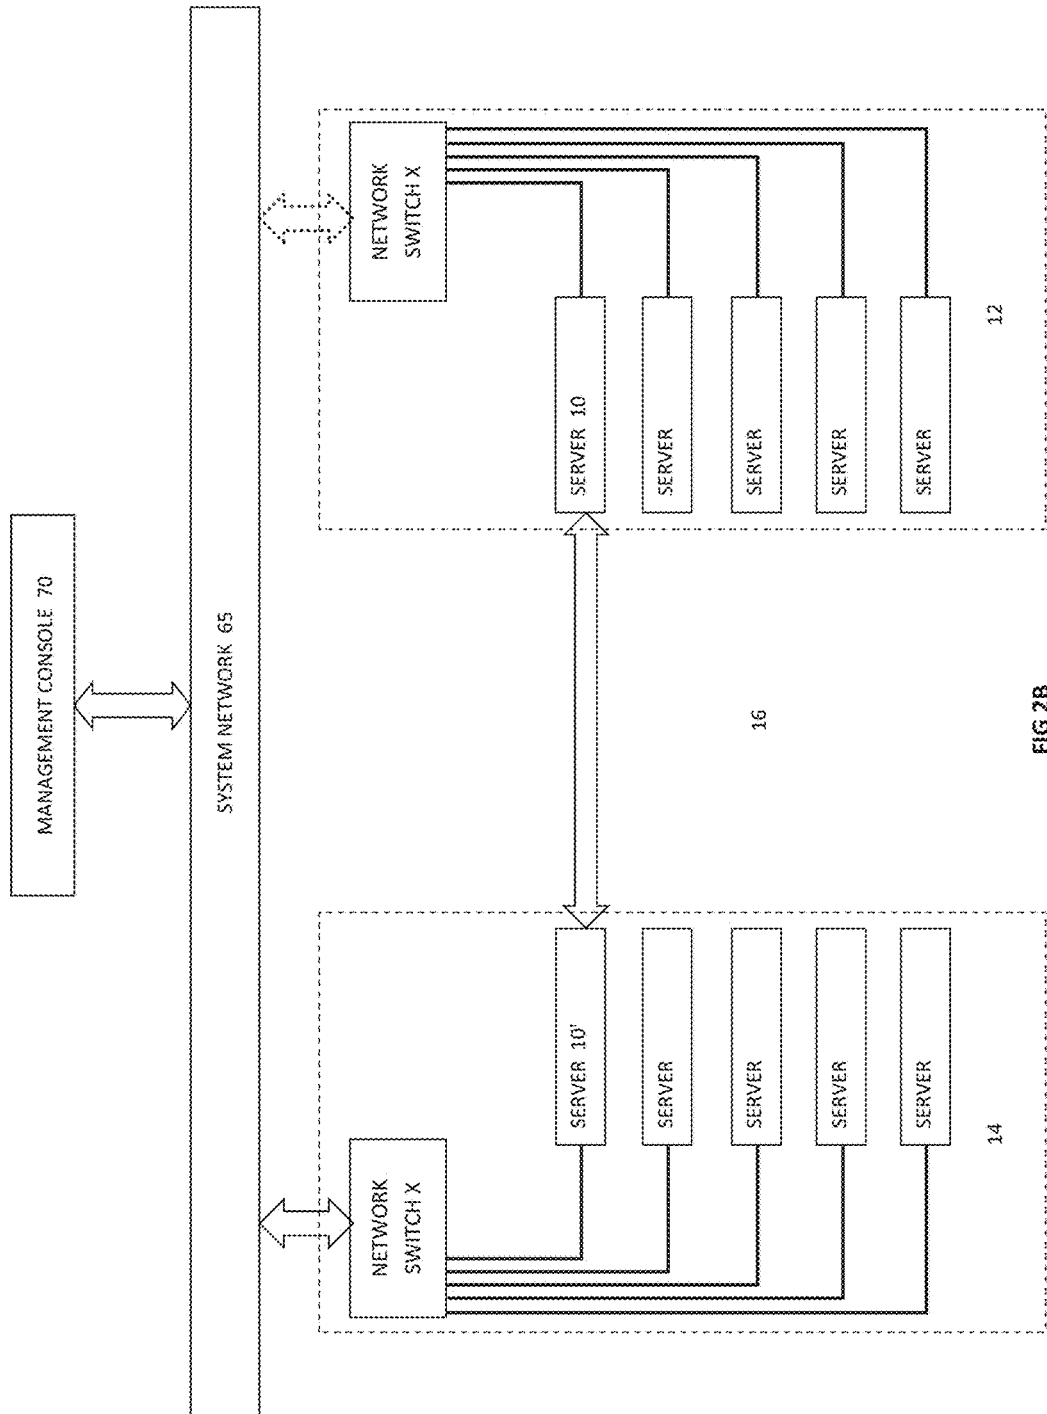 MANAGEMENT CONSOLE 70
SYSTEM NETWORK 65
NETWORK
SWITCH X
NETWORK
SWITCH X
SERVER 10'
SERVER 10
SERVER
SERVER
SERVER
SERVER
SERVER
SERVER
SERVER
SERVER
16
14
12
FIG 2B